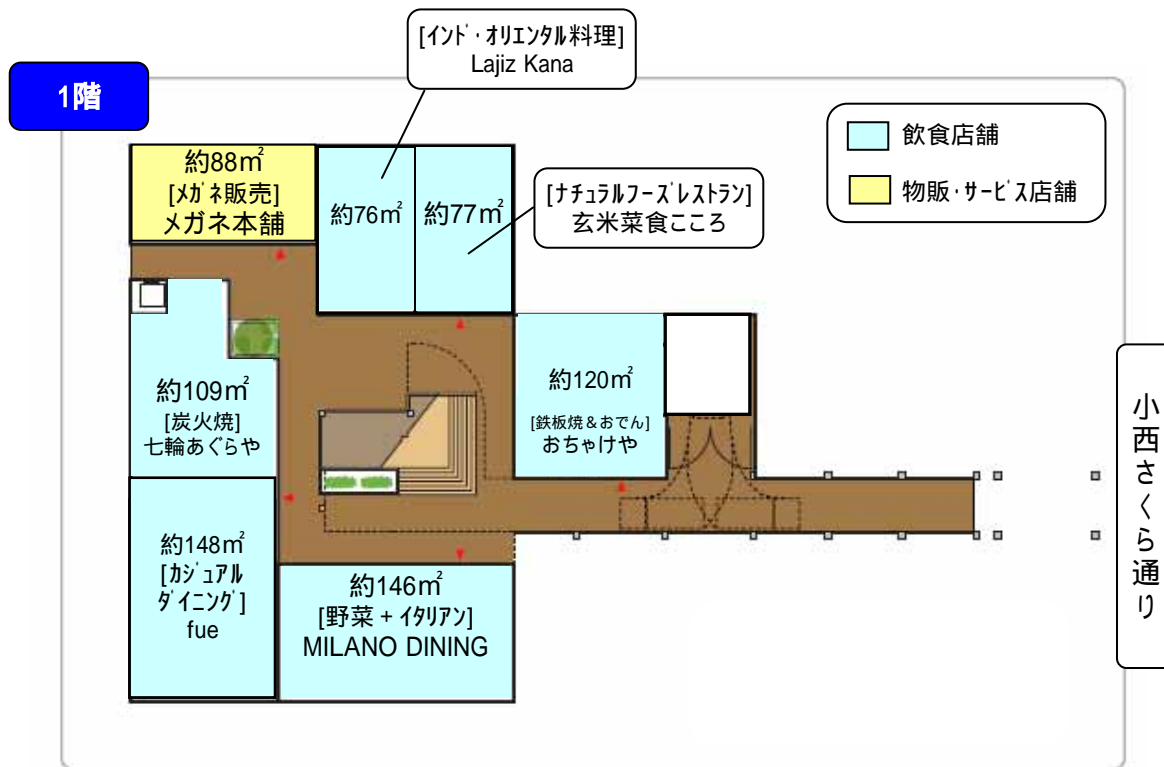 [インド・オリエンタル料理]
Lajiz Kana
1階
飲食店舗
物販・サービス店舗
約88㎡
[メガネ販売]
メガネ本舗
約76㎡
約77㎡
[ナチュラルフーズレストラン]
玄米菜食こころ
約109㎡
[炭火焼]
七輪あぐらや
約120㎡
[鉄板焼&おでん]
おちゃけや
小西さくら通り
約148㎡
[カジュアル
ダイニング]
fue
約146㎡
[野菜+イタリアン]
MILANO DINING